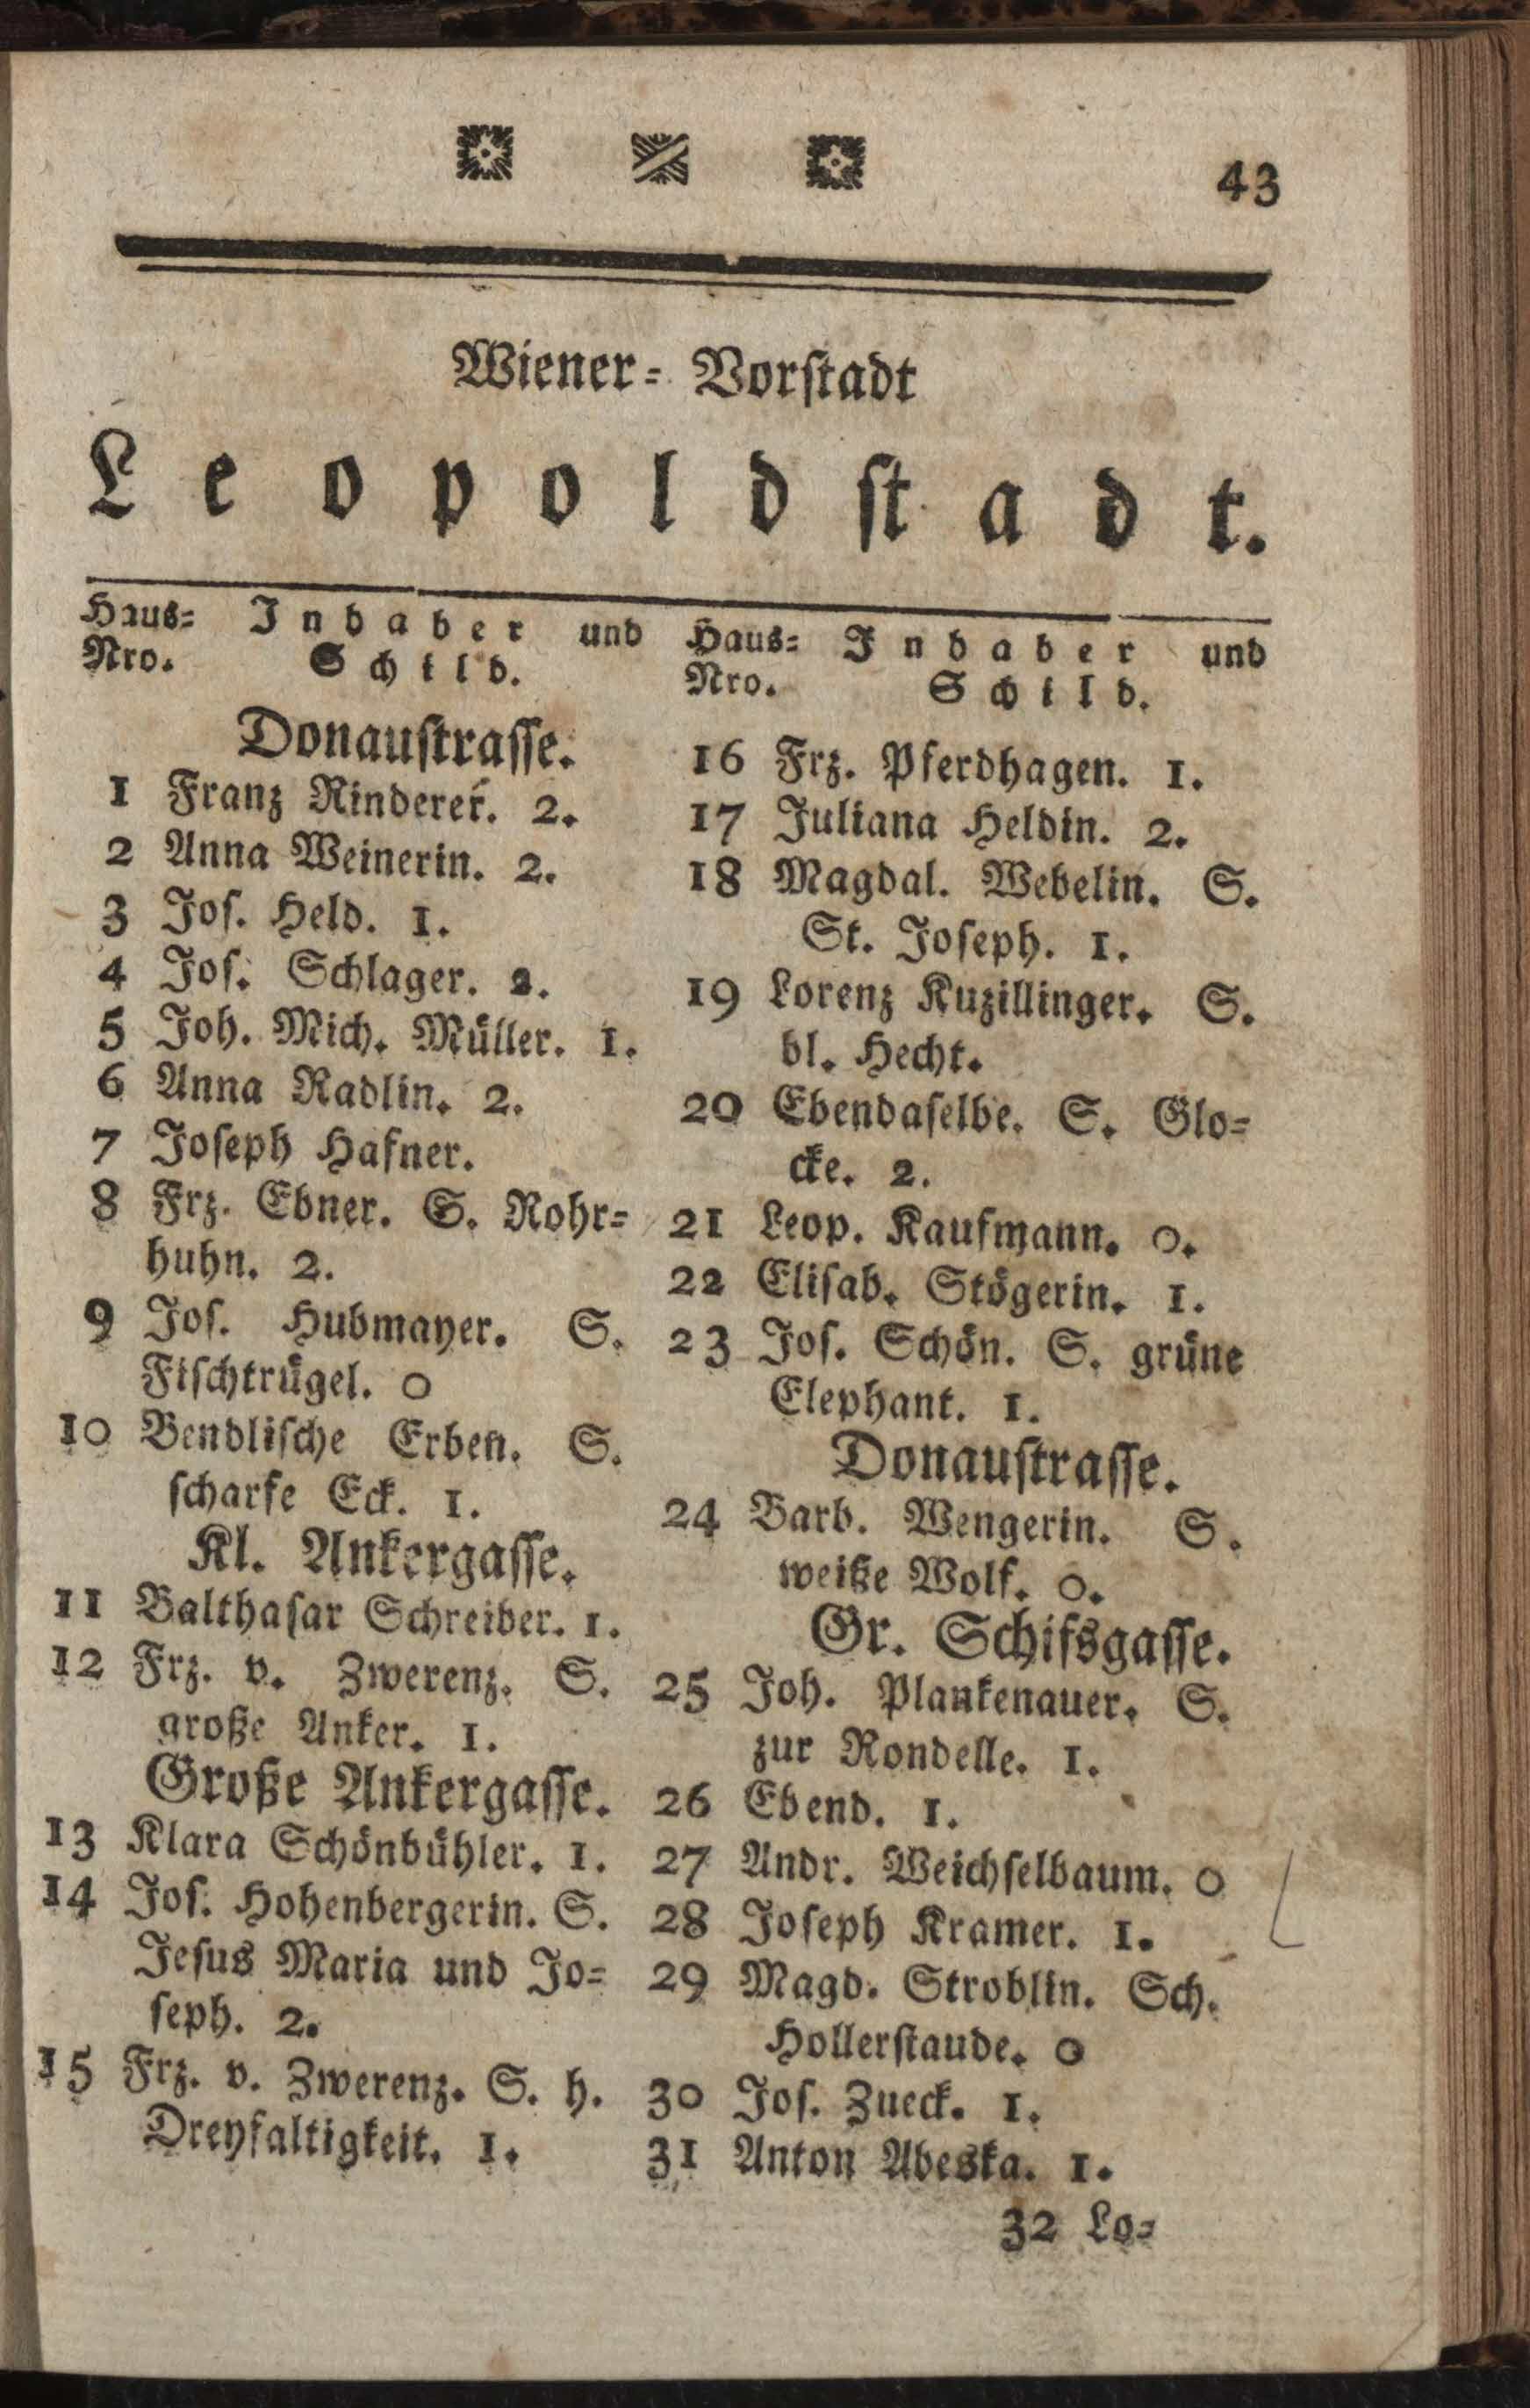 43
Wiener= Vorstadt
Leopoldstadt.
Haus= Inhaber und
Nro. Schild.
Donaustrasse.
1 Franz Rinderer. 2.
2 Anna Weinerin. 2.
3 Jos. Held. 1.
4 Jos. Schlager. 2.
5 Joh. Mich. Müller. 1.
6 Anna Radlin. 2.
7 Joseph Hafner.
8 Frz. Ebner. S. Rohr=
huhn. 2.
9 Jos. Hubmayer. S.
Fischtrügel. 0
10 Bendlische Erben. S.
scharfe Eck. 1.
Kl. Ankergasse.
11 Balthasar Schreiber. 1.
12 Frz. v. Zwerenz. S.
große Anker. 1.
Große Ankergasse.
13 Klara Schönbühler. 1.
14 Jos. Hohenbergerin. S.
Jesus Maria und Jo=
seph. 2.
15 Frz. v. Zwerenz. S. h.
Dreyfaltigkeit. 1.
Haus= Inhaber und
Nro. Schild.
16 Frz. Pferdhagen. 1.
17 Juliana Heldin. 2.
18 Magdal. Webelin. S.
St. Joseph. 1.
19 Lorenz Kuzillinger. S.
bl. Hecht.
20 Ebendaselbe. S. Glo=
cke. 2.
21 Leop. Kaufmann. 0.
22 Elisab. Stögerin. 1.
23 Jos. Schön. S. grüne
Elephant. 1.
Donaustrasse.
24 Barb. Wengerin. S.
weiße Wolf. 0.
Gr. Schifsgasse.
25 Joh. Plankenauer. S.
zur Rondelle. 1.
26 Ebend. 1.
27 Andr. Weichselbaum. 0
28 Joseph Kramer. 1.
29 Magd. Stroblin. Sch.
Hollerstaude. 0
30 Jos. Zueck. 1.
31 Anton Abeska. 1.
32 Lo=